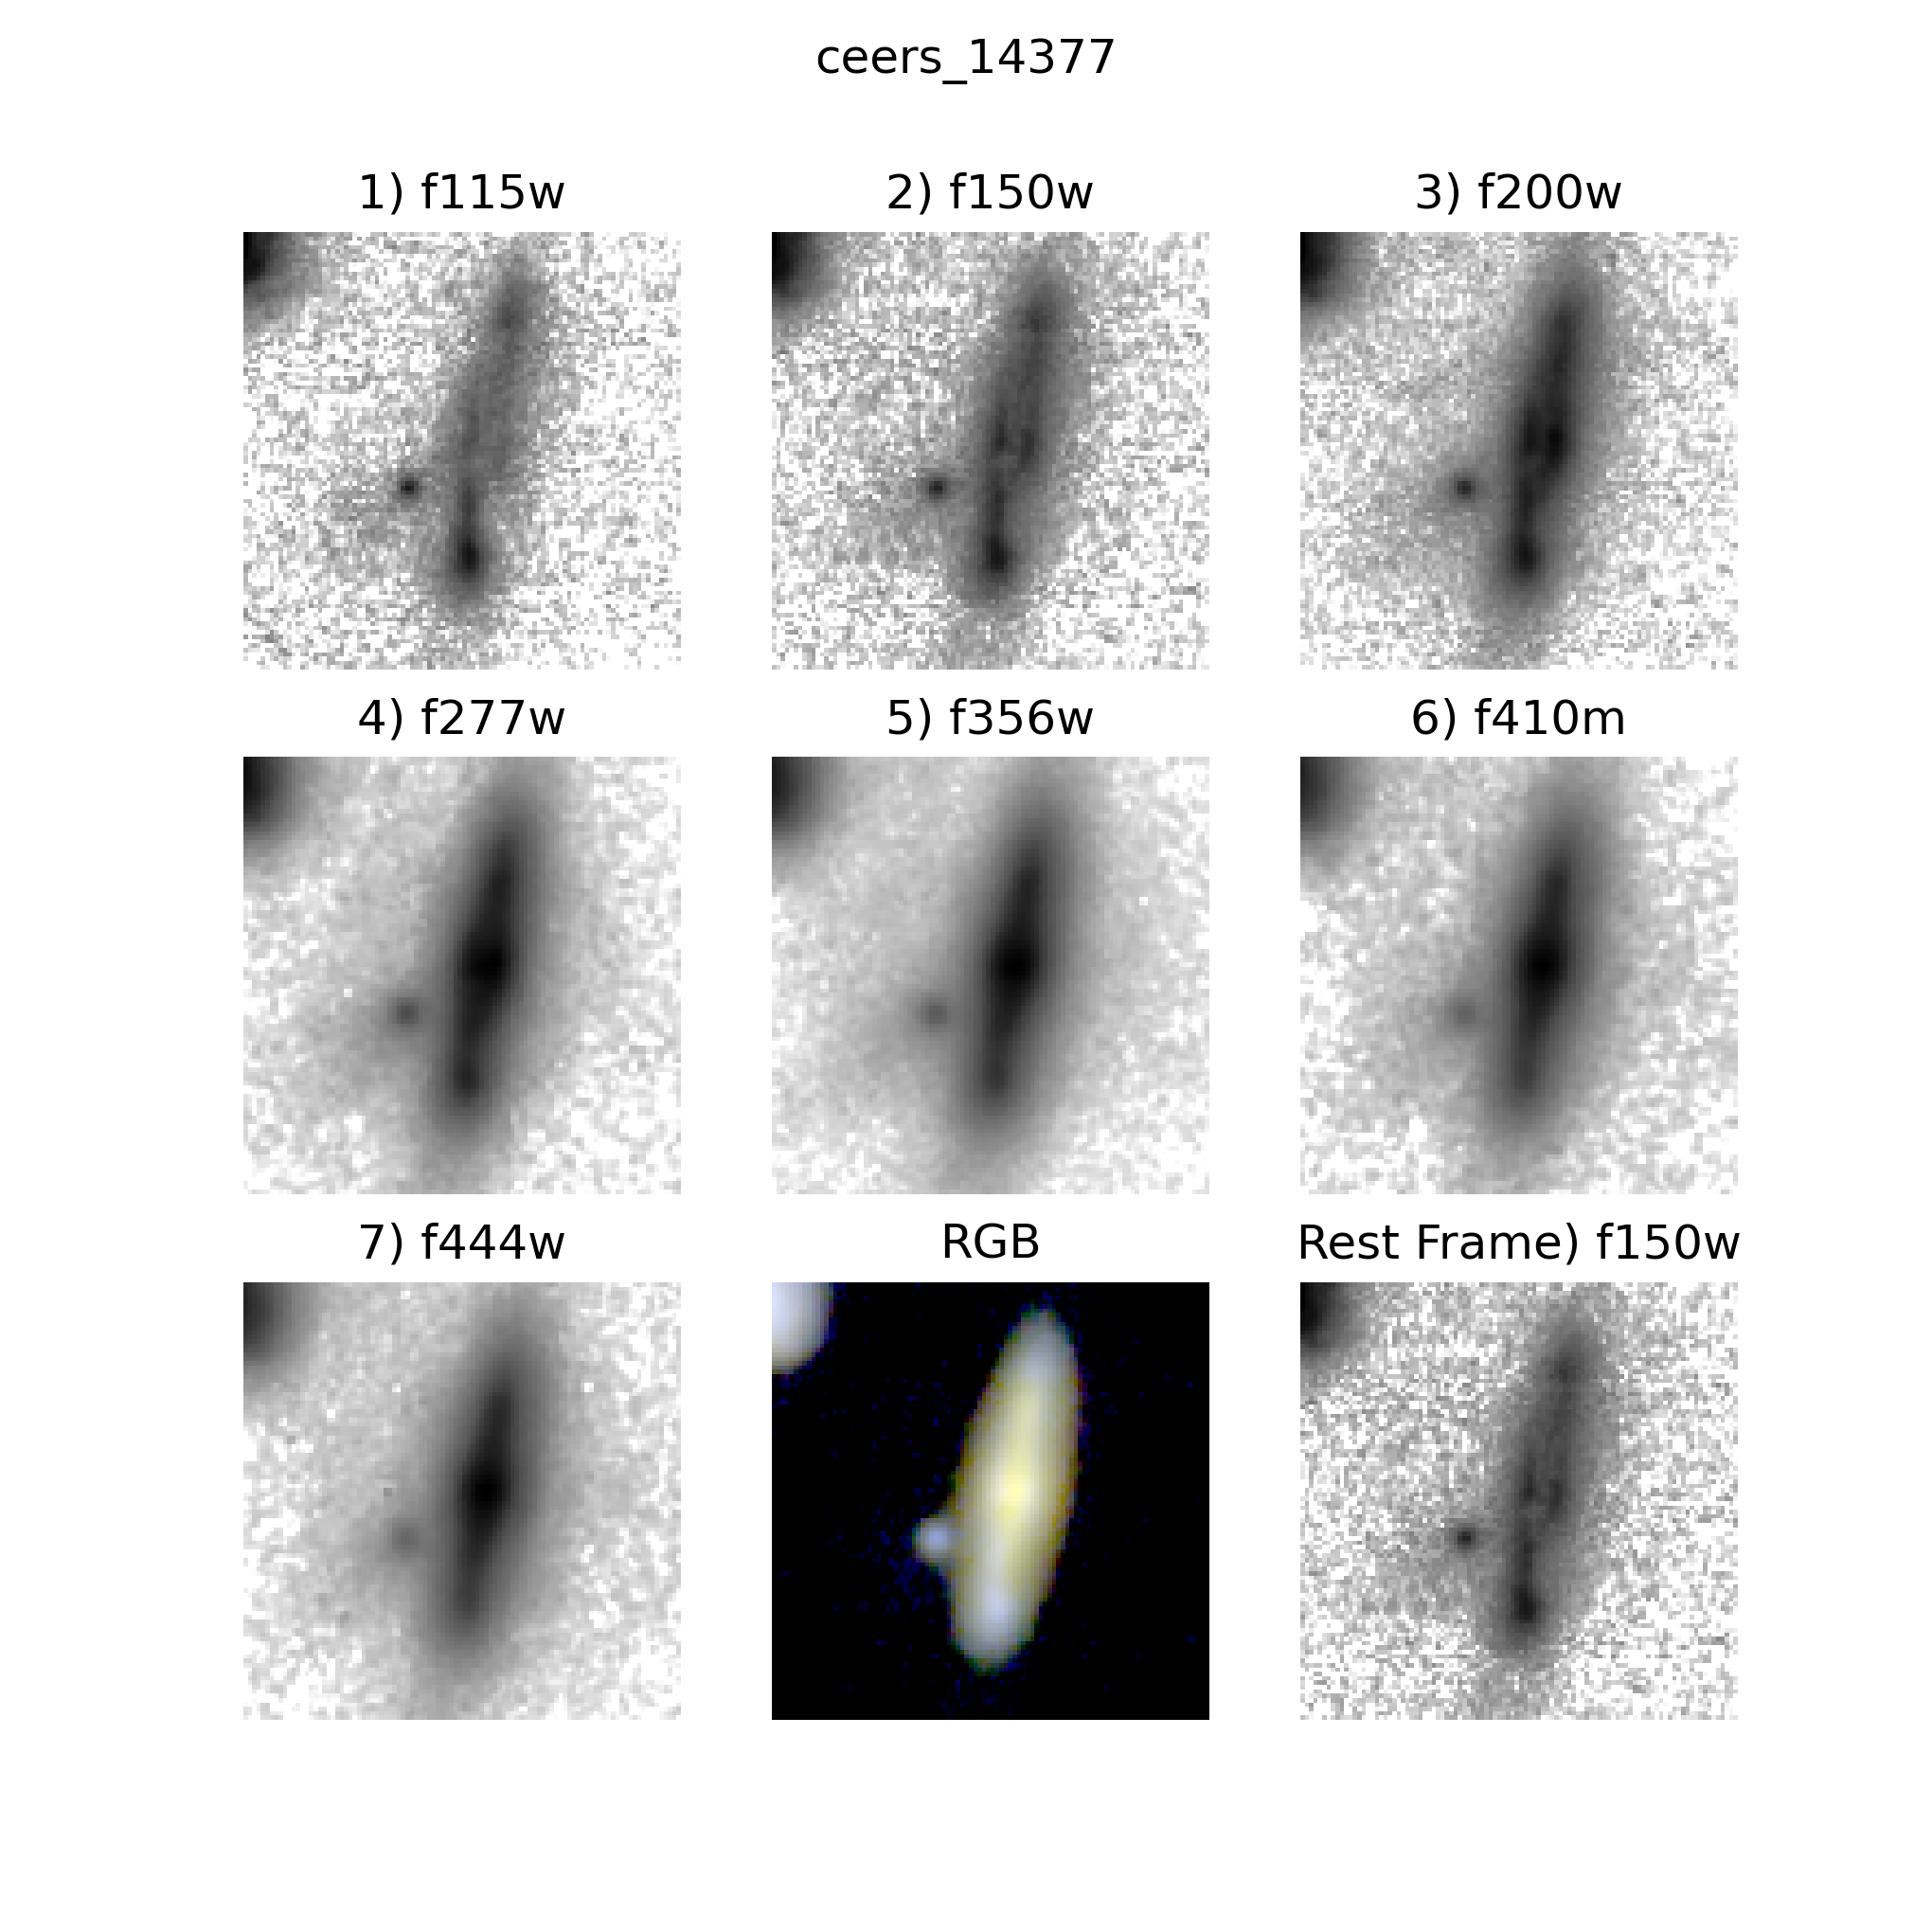 ceers_14377
1) f115w
2) f150w
3) f200w
4) f277w
5) f356w
6) f410m
7) f444w
RGB
Rest Frame) f150w